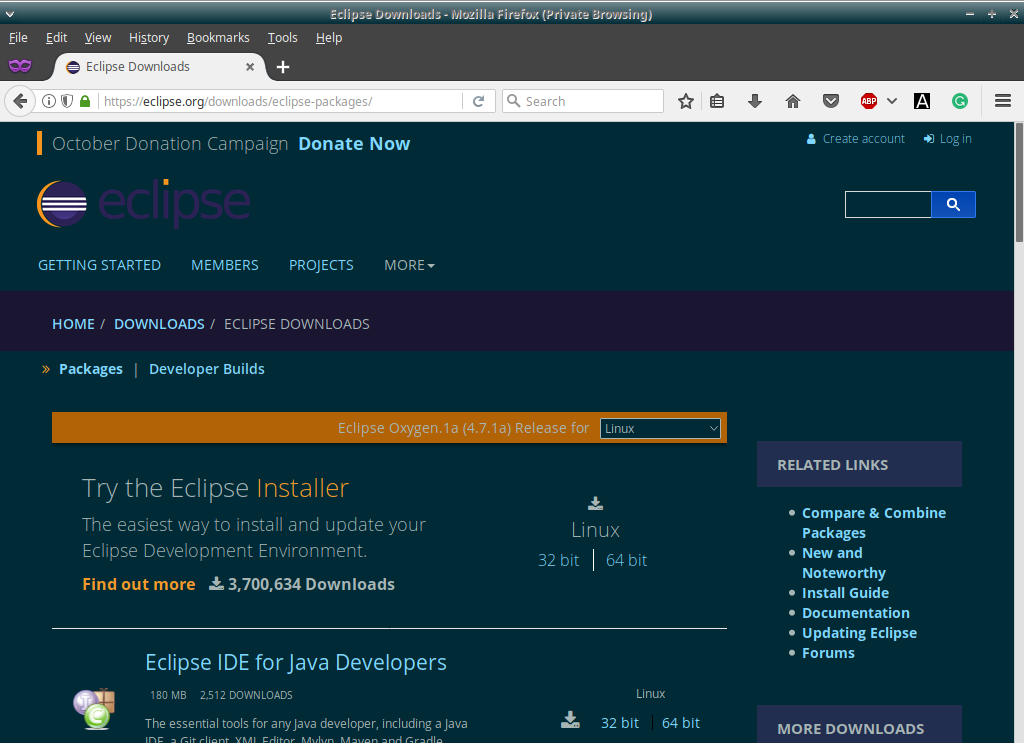 Eclipse Downloads - Mozilla Firefox (Private Browsing)
File Edit View History Bookmarks Tools Help
Eclipse Downloads
https://eclipse.org/downloads/eclipse-packages/
Search
ABP
A
G
October Donation Campaign Donate Now
Create account
Log in
eclipse
GETTING STARTED MEMBERS PROJECTS MORE
HOME / DOWNLOADS / ECLIPSE DOWNLOADS
» Packages | Developer Builds
Eclipse Oxygen.1a (4.7.1a) Release for Linux
Try the Eclipse Installer
The easiest way to install and update your
Eclipse Development Environment.
Find out more 3,700,634 Downloads
Linux
32 bit | 64 bit
Eclipse IDE for Java Developers
180 MB 2,512 DOWNLOADS
The essential tools for any Java developer, including a Java
IDE, a Git client, XML Editor, Mylyn, Maven and Gradle
Linux
32 bit | 64 bit
RELATED LINKS
Compare & Combine
Packages
New and
Noteworthy
Install Guide
Documentation
Updating Eclipse
Forums
MORE DOWNLOADS